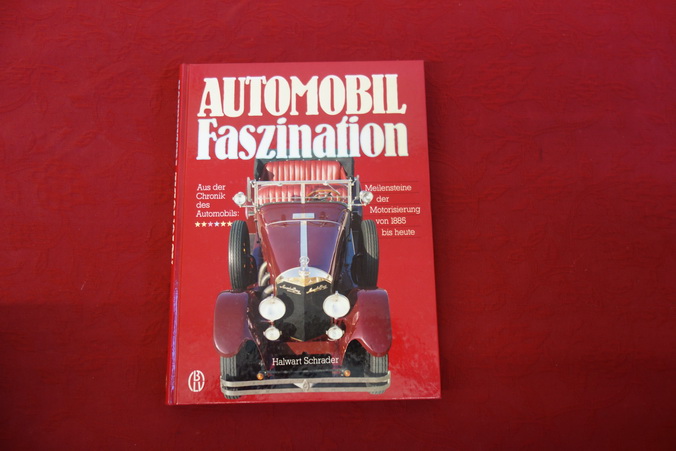 AUTOMOBIL
Faszination
Aus der
Chronik
des
Automobils:
Meilensteine
der
Motorisierung
von 1885
bis heute
Halwart Schrader